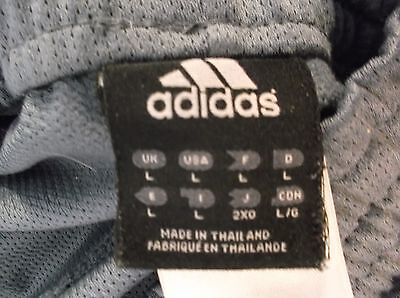 adidas
UK USA F D
L L L L
E I J CDN
L L 2XO L/G
MADE IN THAILAND
FABRIQUÉ EN THAILANDE